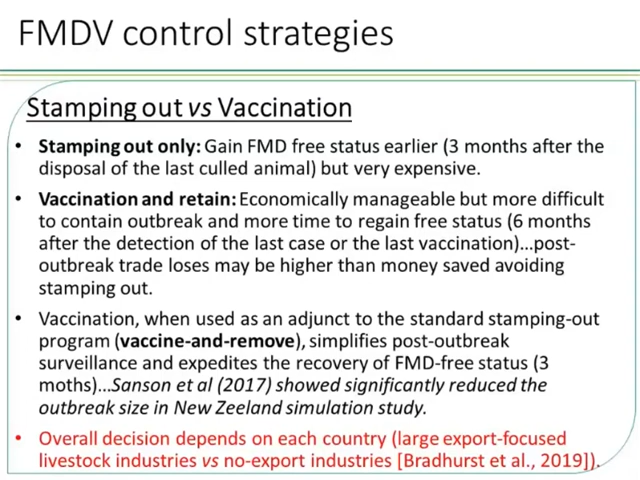 FMDV control strategies
Stamping out vs Vaccination
• Stamping out only: Gain FMD free status earlier (3 months after the
disposal of the last culled animal) but very expensive.
• Vaccination and retain: Economically manageable but more difficult
to contain outbreak and more time to regain free status (6 months
after the detection of the last case or the last vaccination)…post-
outbreak trade loses may be higher than money saved avoiding
stamping out.
• Vaccination, when used as an adjunct to the standard stamping-out
program (vaccine-and-remove), simplifies post-outbreak
surveillance and expedites the recovery of FMD-free status (3
moths)…Sanson et al (2017) showed significantly reduced the
outbreak size in New Zeeland simulation study.
• Overall decision depends on each country (large export-focused
livestock industries vs no-export industries [Bradhurst et al., 2019]).